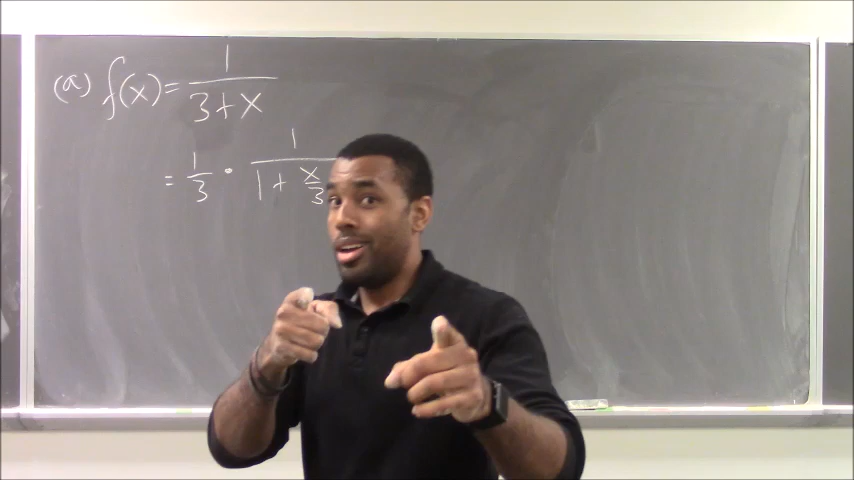 (a) f(x) = 1/(3+x)
= 1/3 · 1/(1+x/3